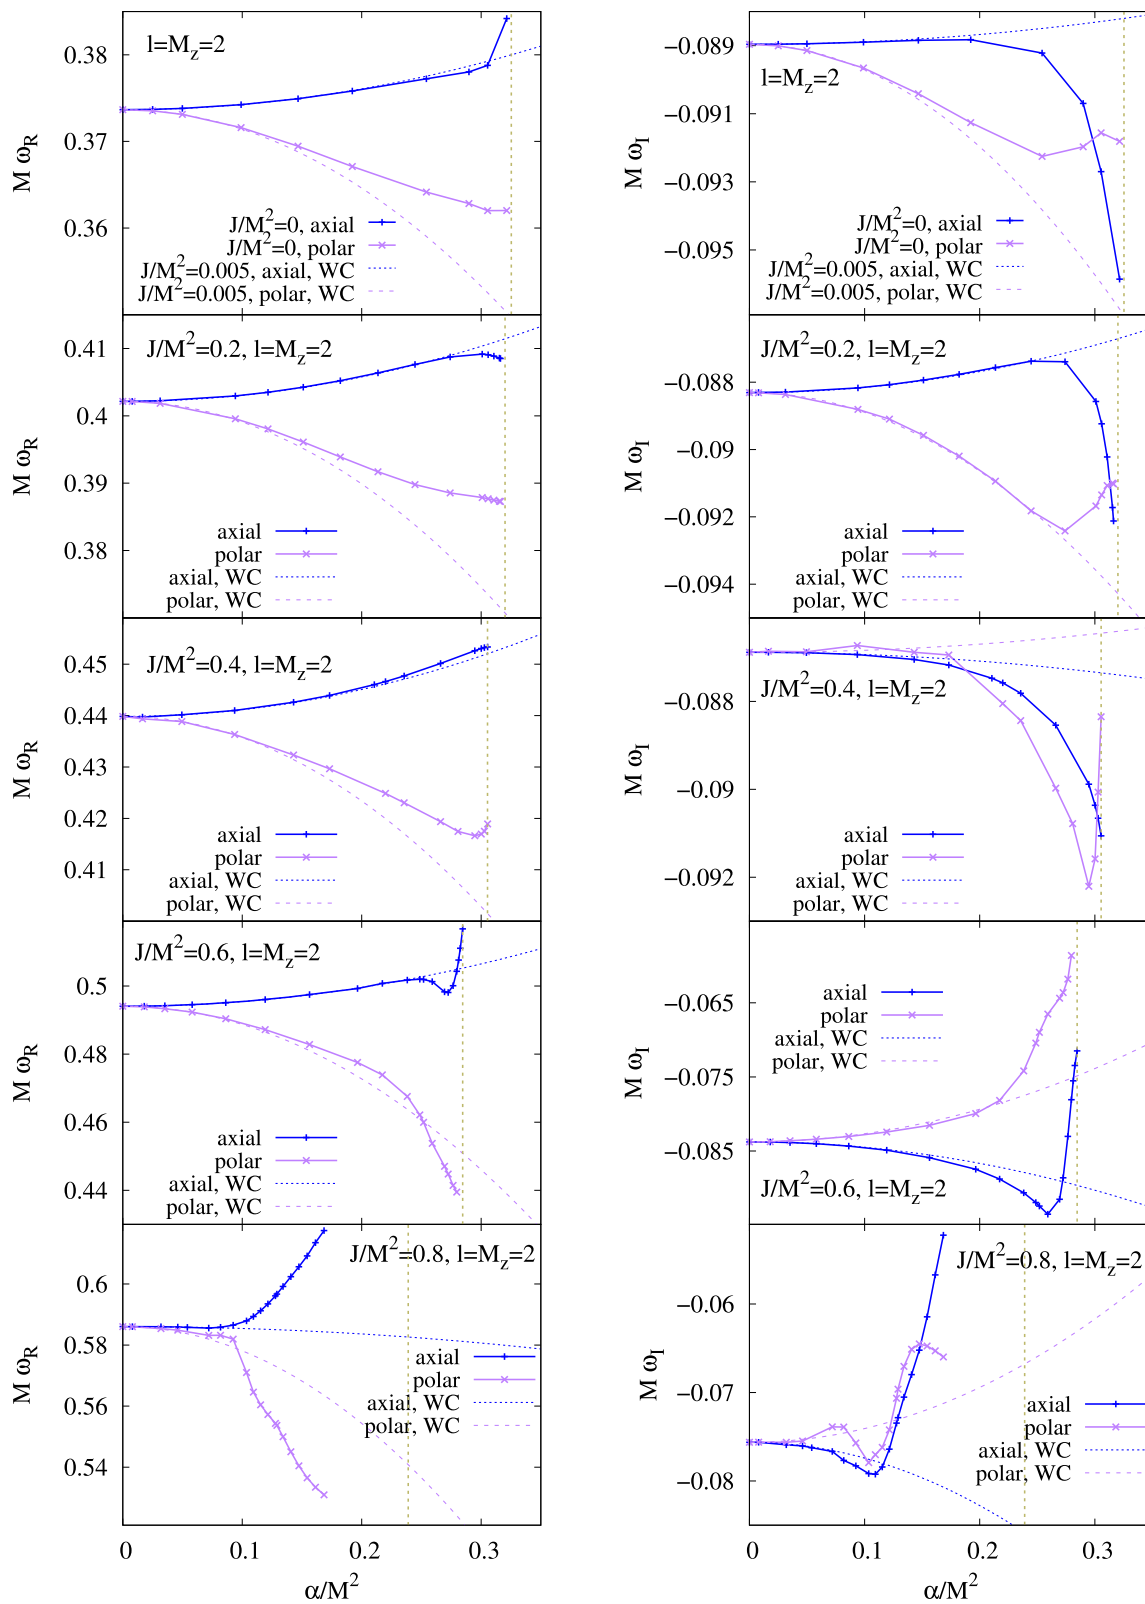 l=M_z=2
0.38
0.37
0.36
M ω_R
J/M^2=0, axial
J/M^2=0, polar
J/M^2=0.005, axial, WC
J/M^2=0.005, polar, WC
l=M_z=2
−0.089
−0.091
−0.093
−0.095
M ω_I
J/M^2=0, axial
J/M^2=0, polar
J/M^2=0.005, axial, WC
J/M^2=0.005, polar, WC
J/M^2=0.2, l=M_z=2
0.41
0.4
0.39
0.38
M ω_R
axial
polar
axial, WC
polar, WC
J/M^2=0.2, l=M_z=2
−0.088
−0.09
−0.092
−0.094
M ω_I
axial
polar
axial, WC
polar, WC
J/M^2=0.4, l=M_z=2
0.45
0.44
0.43
0.42
0.41
M ω_R
axial
polar
axial, WC
polar, WC
J/M^2=0.4, l=M_z=2
−0.088
−0.09
−0.092
M ω_I
axial
polar
axial, WC
polar, WC
J/M^2=0.6, l=M_z=2
0.5
0.48
0.46
0.44
M ω_R
axial
polar
axial, WC
polar, WC
axial
polar
axial, WC
polar, WC
−0.065
−0.075
−0.085
M ω_I
J/M^2=0.6, l=M_z=2
J/M^2=0.8, l=M_z=2
0.6
0.58
0.56
0.54
M ω_R
axial
polar
axial, WC
polar, WC
0
0.1
0.2
0.3
α/M^2
J/M^2=0.8, l=M_z=2
−0.06
−0.07
−0.08
M ω_I
axial
polar
axial, WC
polar, WC
0
0.1
0.2
0.3
α/M^2